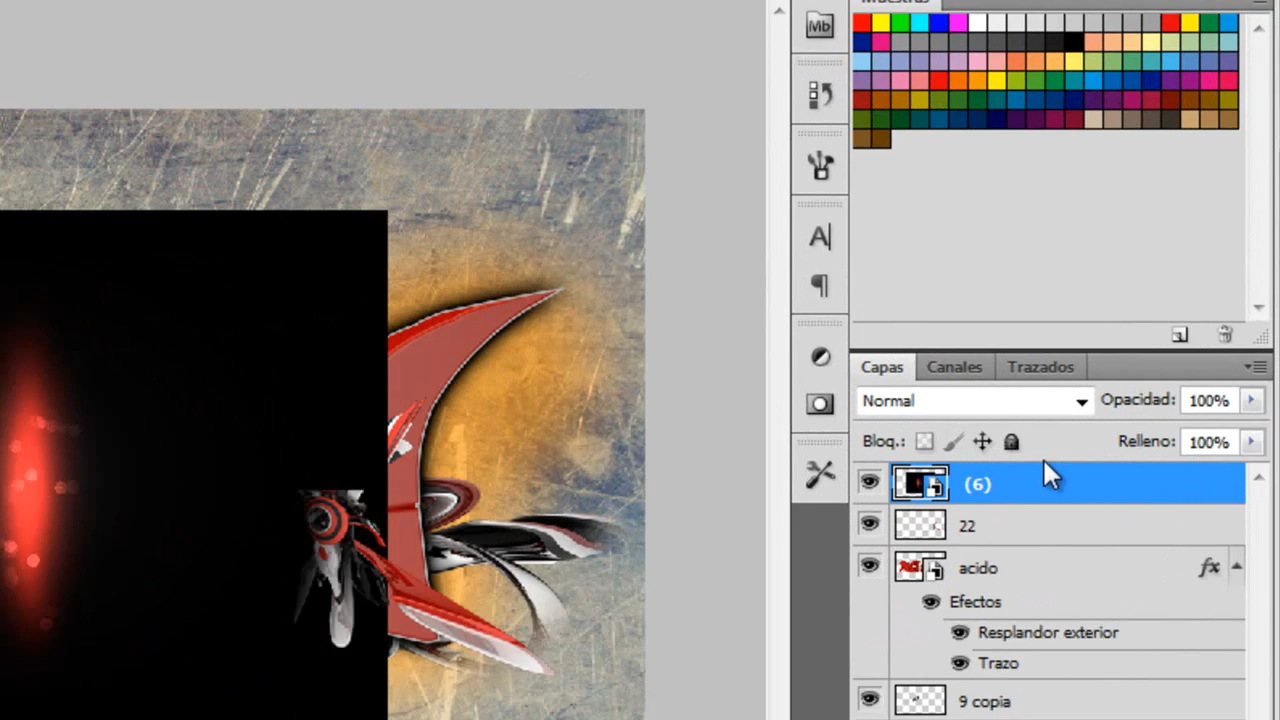 Muestras
Mb
A
Capas Canales Trazados
Normal Opacidad: 100%
Bloq.: Relleno: 100%
(6)
22
acido fx
Efectos
Resplandor exterior
Trazo
9 copia